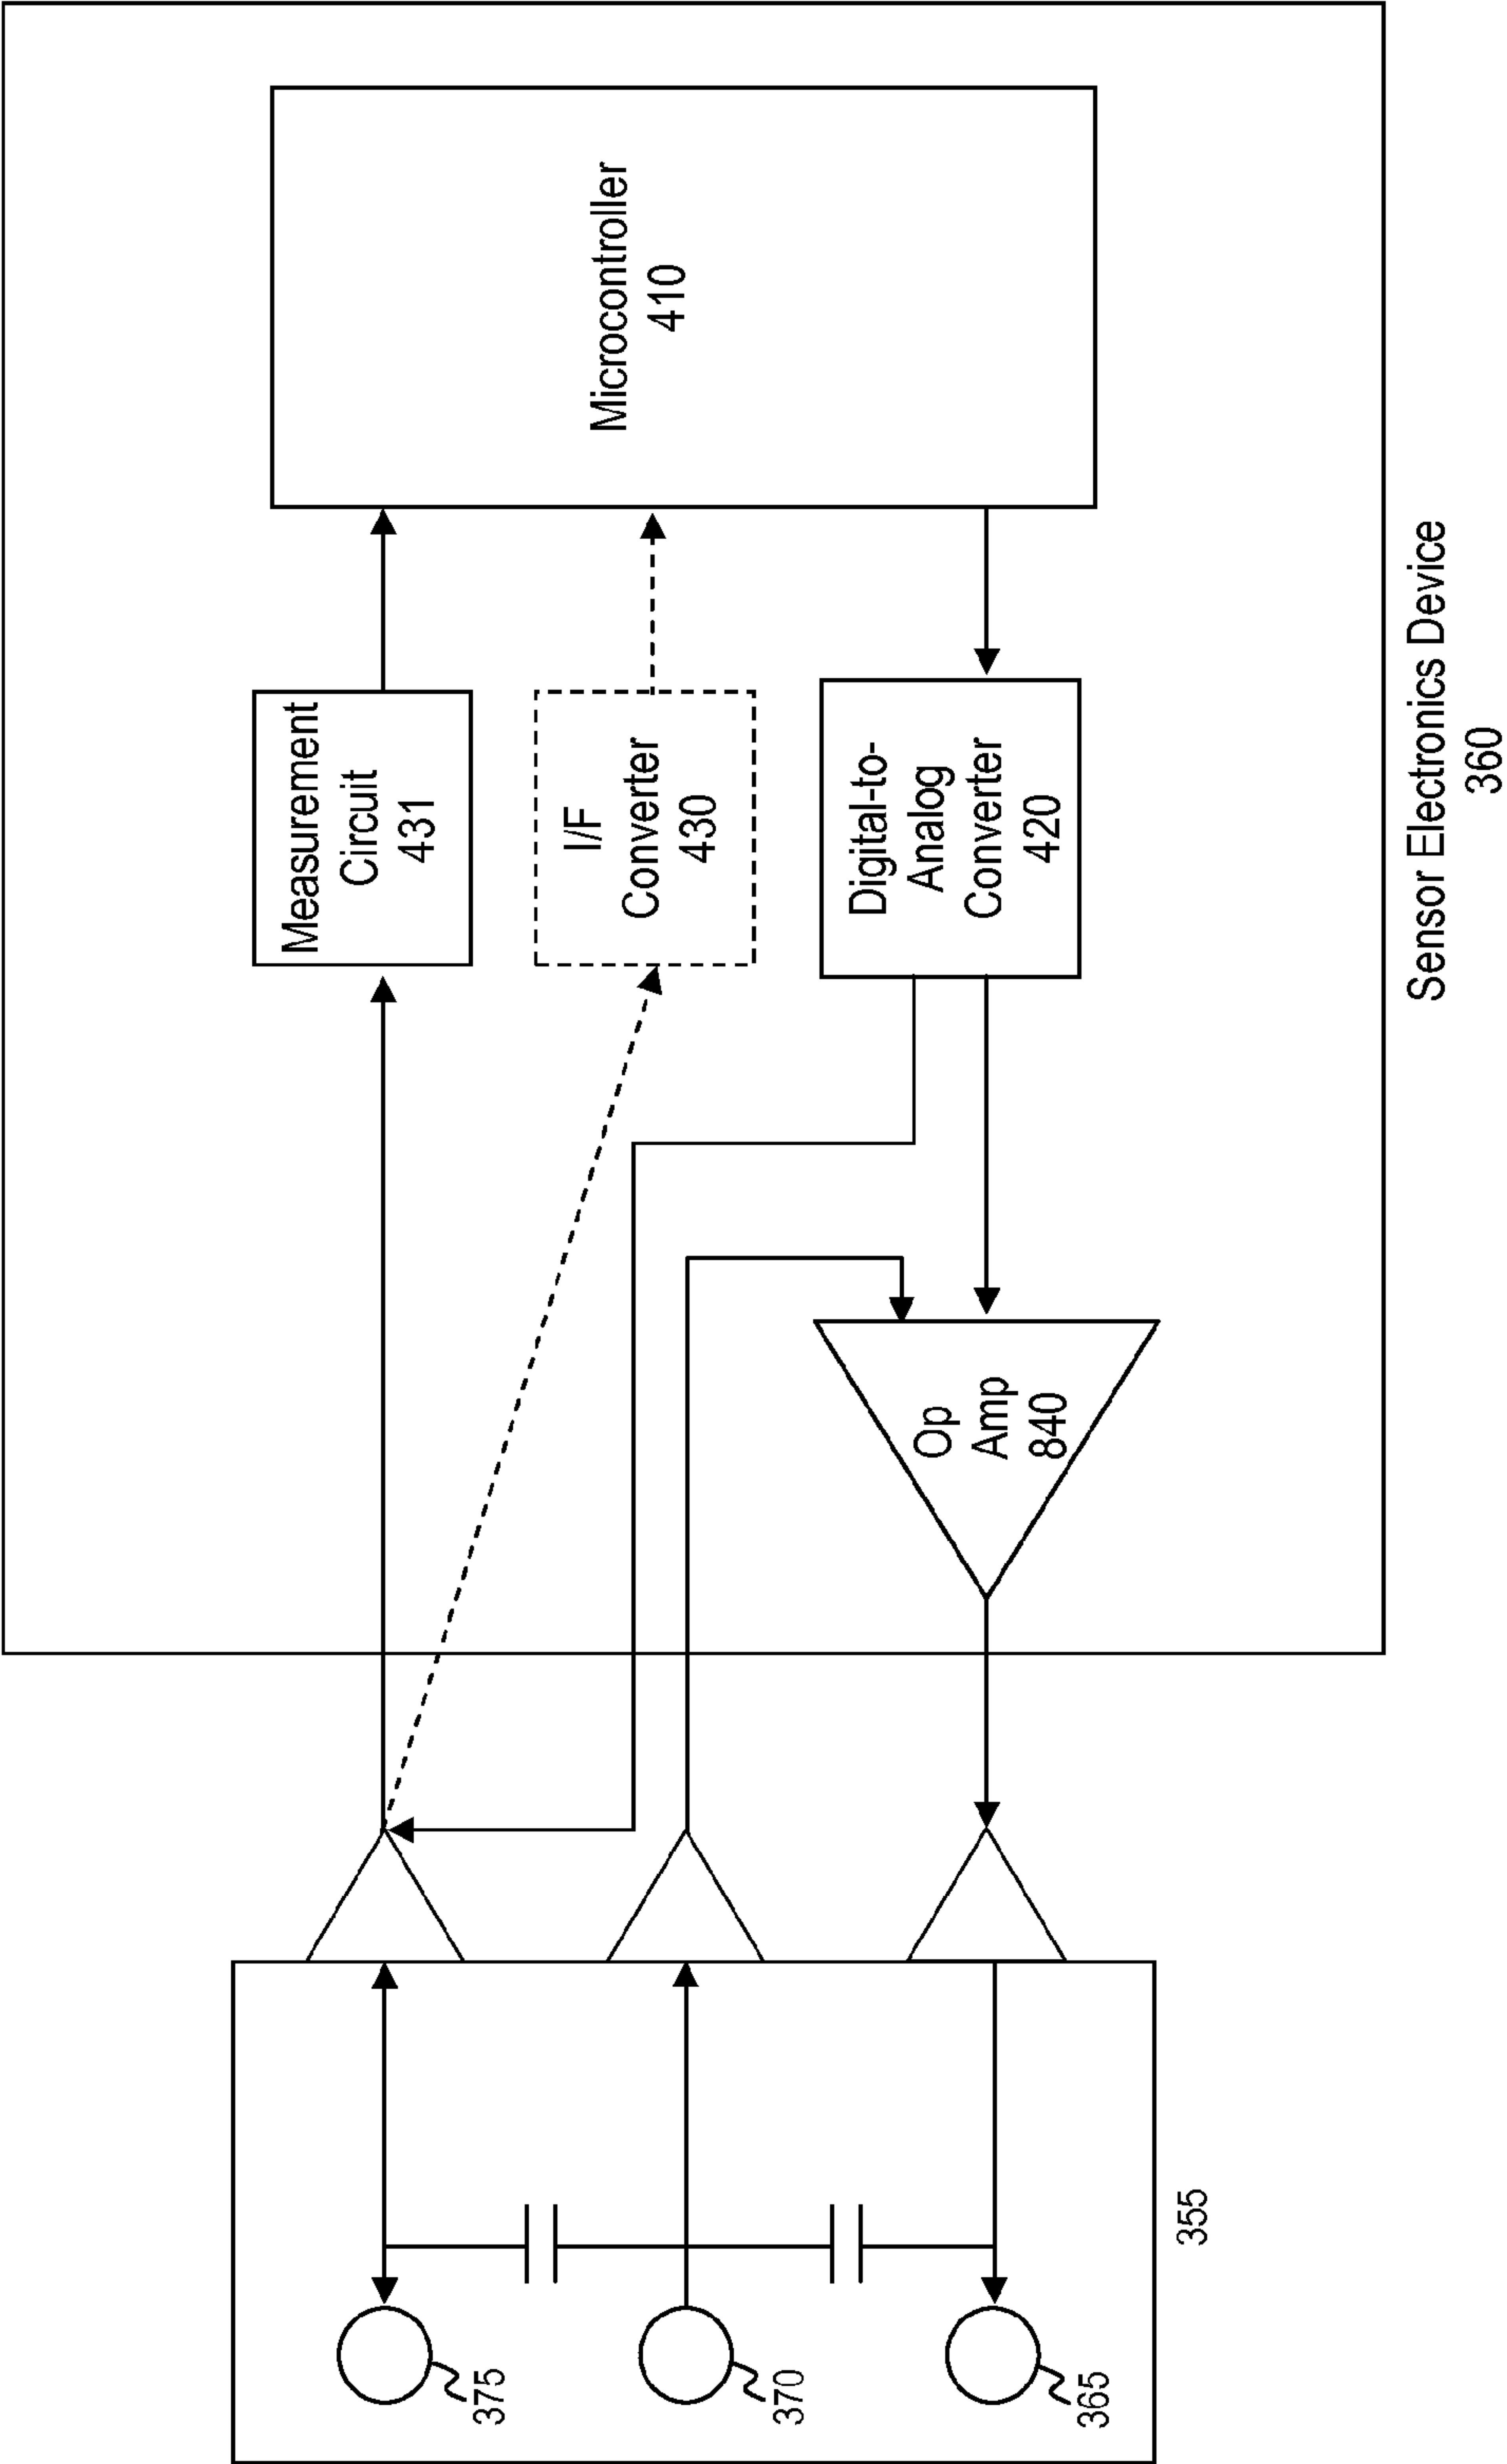 375
370
365
355
Measurement
Circuit
431
I/F
Converter
430
Digital-to-
Analog
Converter
420
Op
Amp
840
Microcontroller
410
Sensor Electronics Device
360